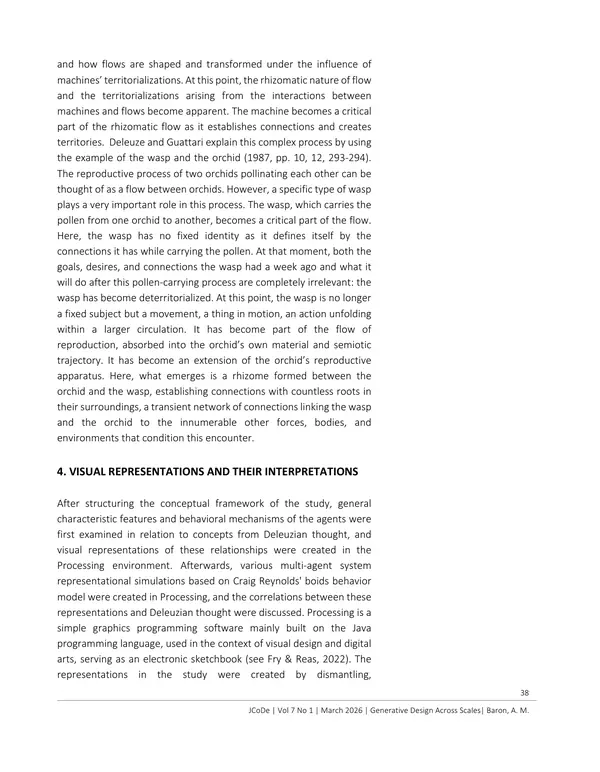 and how flows are shaped and transformed under the influence of
machines’ territorializations. At this point, the rhizomatic nature of flow
and the territorializations arising from the interactions between
machines and flows become apparent. The machine becomes a critical
part of the rhizomatic flow as it establishes connections and creates
territories. Deleuze and Guattari explain this complex process by using
the example of the wasp and the orchid (1987, pp. 10, 12, 293-294).
The reproductive process of two orchids pollinating each other can be
thought of as a flow between orchids. However, a specific type of wasp
plays a very important role in this process. The wasp, which carries the
pollen from one orchid to another, becomes a critical part of the flow.
Here, the wasp has no fixed identity as it defines itself by the
connections it has while carrying the pollen. At that moment, both the
goals, desires, and connections the wasp had a week ago and what it
will do after this pollen-carrying process are completely irrelevant: the
wasp has become deterritorialized. At this point, the wasp is no longer
a fixed subject but a movement, a thing in motion, an action unfolding
within a larger circulation. It has become part of the flow of
reproduction, absorbed into the orchid’s own material and semiotic
trajectory. It has become an extension of the orchid’s reproductive
apparatus. Here, what emerges is a rhizome formed between the
orchid and the wasp, establishing connections with countless roots in
their surroundings, a transient network of connections linking the wasp
and the orchid to the innumerable other forces, bodies, and
environments that condition this encounter.
4. VISUAL REPRESENTATIONS AND THEIR INTERPRETATIONS
After structuring the conceptual framework of the study, general
characteristic features and behavioral mechanisms of the agents were
first examined in relation to concepts from Deleuzian thought, and
visual representations of these relationships were created in the
Processing environment. Afterwards, various multi-agent system
representational simulations based on Craig Reynolds' boids behavior
model were created in Processing, and the correlations between these
representations and Deleuzian thought were discussed. Processing is a
simple graphics programming software mainly built on the Java
programming language, used in the context of visual design and digital
arts, serving as an electronic sketchbook (see Fry & Reas, 2022). The
representations in the study were created by dismantling,
38
JCoDe | Vol 7 No 1 | March 2026 | Generative Design Across Scales| Baron, A. M.